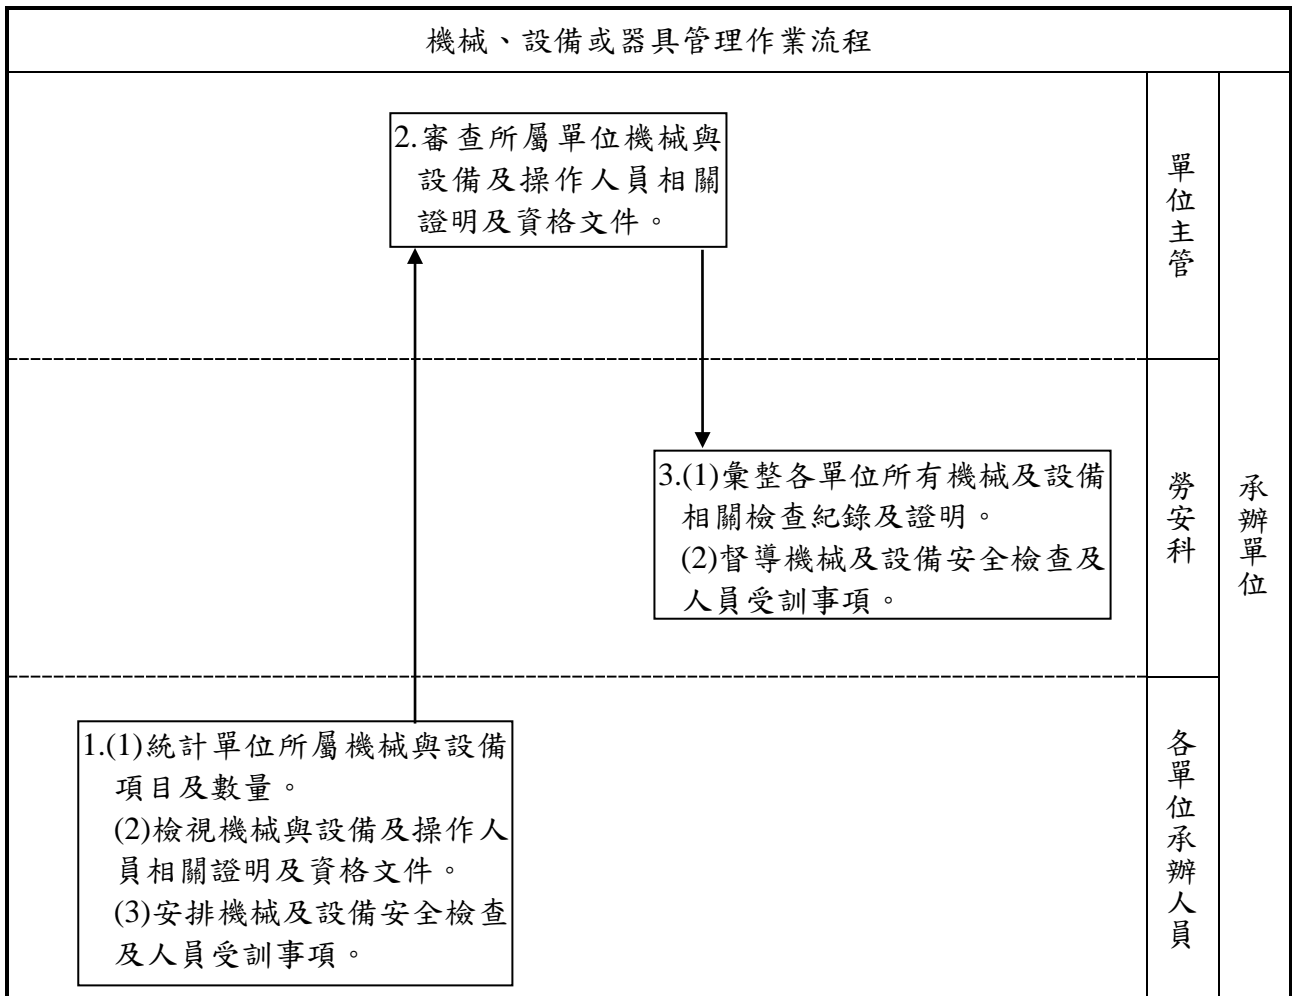 機械、設備或器具管理作業流程
2.審查所屬單位機械與
設備及操作人員相關
證明及資格文件。
單位主管
3.(1)彙整各單位所有機械及設備
相關檢查紀錄及證明。
(2)督導機械及設備安全檢查及
人員受訓事項。
勞安科
承辦單位
1.(1)統計單位所屬機械與設備
項目及數量。
(2)檢視機械與設備及操作人
員相關證明及資格文件。
(3)安排機械及設備安全檢查
及人員受訓事項。
各單位承辦人員